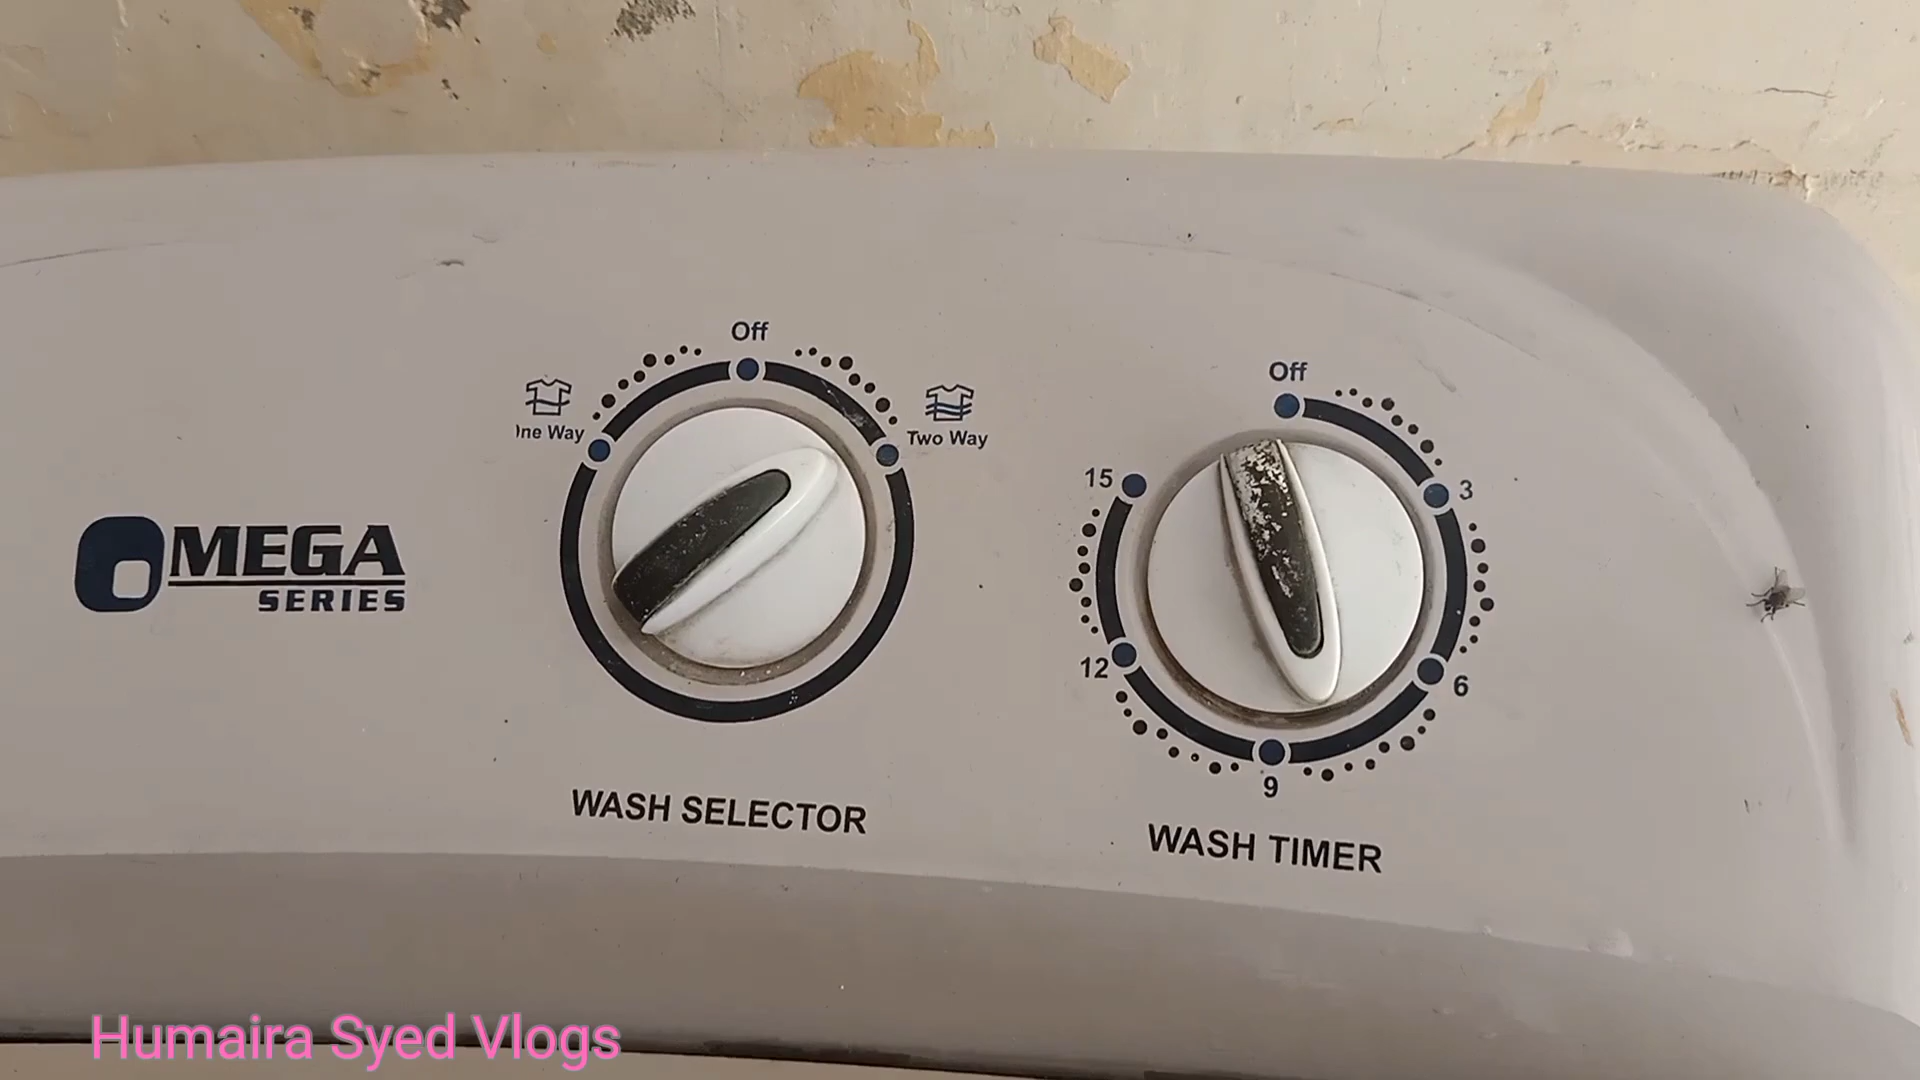 Off
One Way
Two Way
OMEGA
SERIES
WASH SELECTOR
Off
3
6
9
12
15
WASH TIMER
Humaira Syed Vlogs